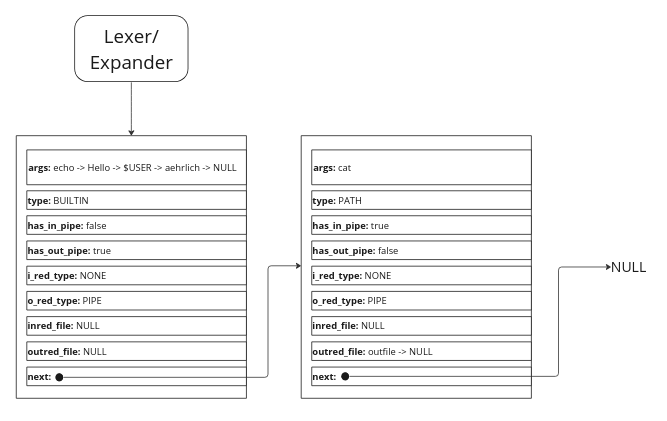 Lexer/
Expander
args: echo -> Hello -> $USER -> aehrlich -> NULL
type: BUILTIN
has_in_pipe: false
has_out_pipe: true
i_red_type: NONE
o_red_type: PIPE
inred_file: NULL
outred_file: NULL
next:
args: cat
type: PATH
has_in_pipe: true
has_out_pipe: false
i_red_type: NONE
o_red_type: PIPE
inred_file: NULL
outred_file: outfile -> NULL
next:
NULL